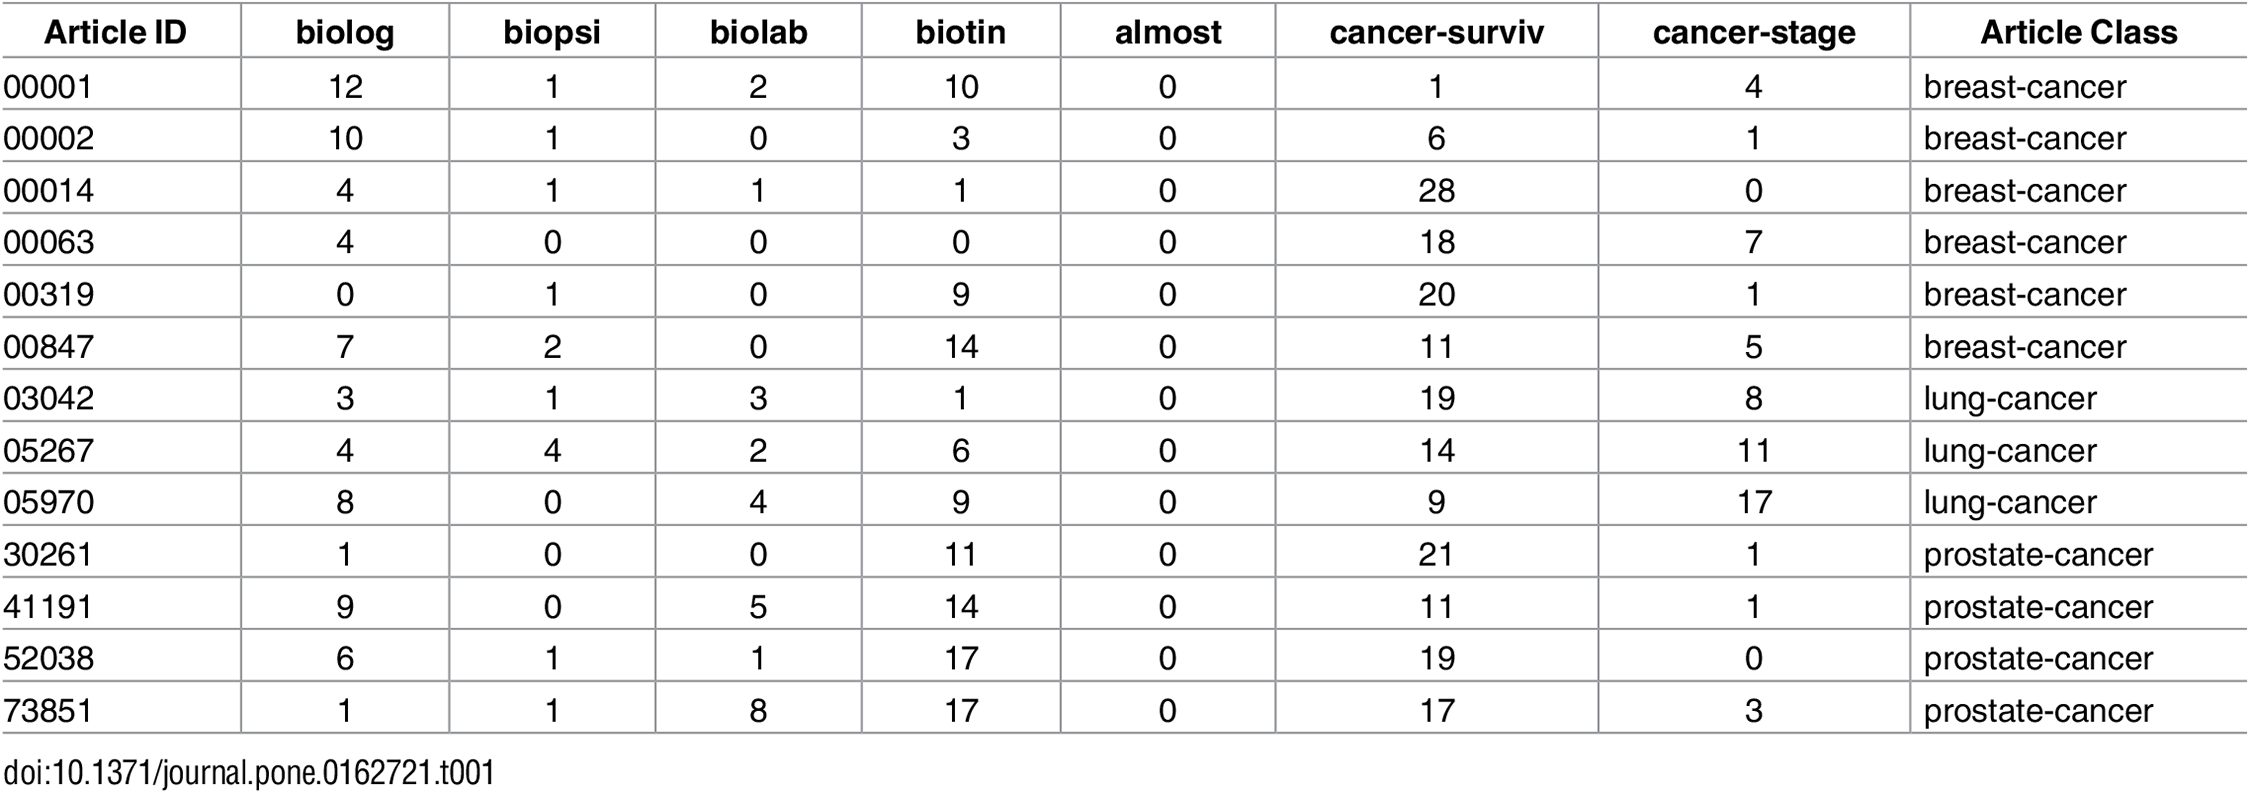 Article ID biolog biopsi biolab biotin almost cancer-surviv cancer-stage Article Class
00001 12 1 2 10 0 1 4 breast-cancer
00002 10 1 0 3 0 6 1 breast-cancer
00014 4 1 1 1 0 28 0 breast-cancer
00063 4 0 0 0 0 18 7 breast-cancer
00319 0 1 0 9 0 20 1 breast-cancer
00847 7 2 0 14 0 11 5 breast-cancer
03042 3 1 3 1 0 19 8 lung-cancer
05267 4 4 2 6 0 14 11 lung-cancer
05970 8 0 4 9 0 9 17 lung-cancer
30261 1 0 0 11 0 21 1 prostate-cancer
41191 9 0 5 14 0 11 1 prostate-cancer
52038 6 1 1 17 0 19 0 prostate-cancer
73851 1 1 8 17 0 17 3 prostate-cancer
doi:10.1371/journal.pone.0162721.t001